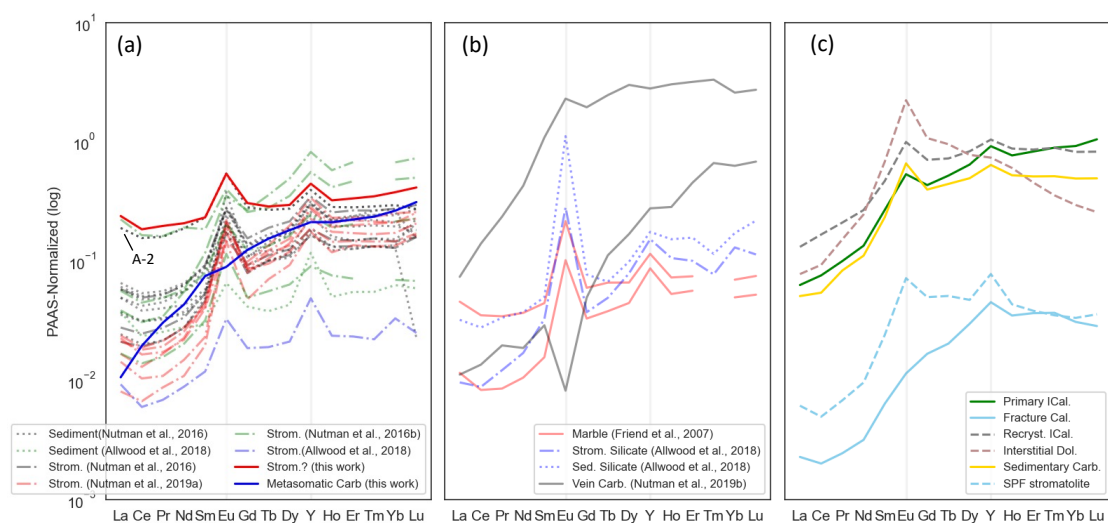 (a)
(b)
(c)
PAAS-Normalized (log)
10^1
10^0
10^-1
10^-2
10^-3
A-2
Sediment(Nutman et al., 2016)
Sediment (Allwood et al., 2018)
Strom. (Nutman et al., 2016)
Strom. (Nutman et al., 2019a)
Strom. (Nutman et al., 2016b)
Strom.(Allwood et al., 2018)
Strom.? (this work)
Metasomatic Carb (this work)
Marble (Friend et al., 2007)
Strom. Silicate (Allwood et al., 2018)
Sed. Silicate (Allwood et al., 2018)
Vein Carb. (Nutman et al., 2019b)
Primary ICal.
Fracture Cal.
Recryst. ICal.
Interstitial Dol.
Sedimentary Carb.
SPF stromatolite
La Ce Pr Nd Sm Eu Gd Tb Dy Y Ho Er Tm Yb Lu
La Ce Pr Nd Sm Eu Gd Tb Dy Y Ho Er Tm Yb Lu
La Ce Pr Nd Sm Eu Gd Tb Dy Y Ho Er Tm Yb Lu